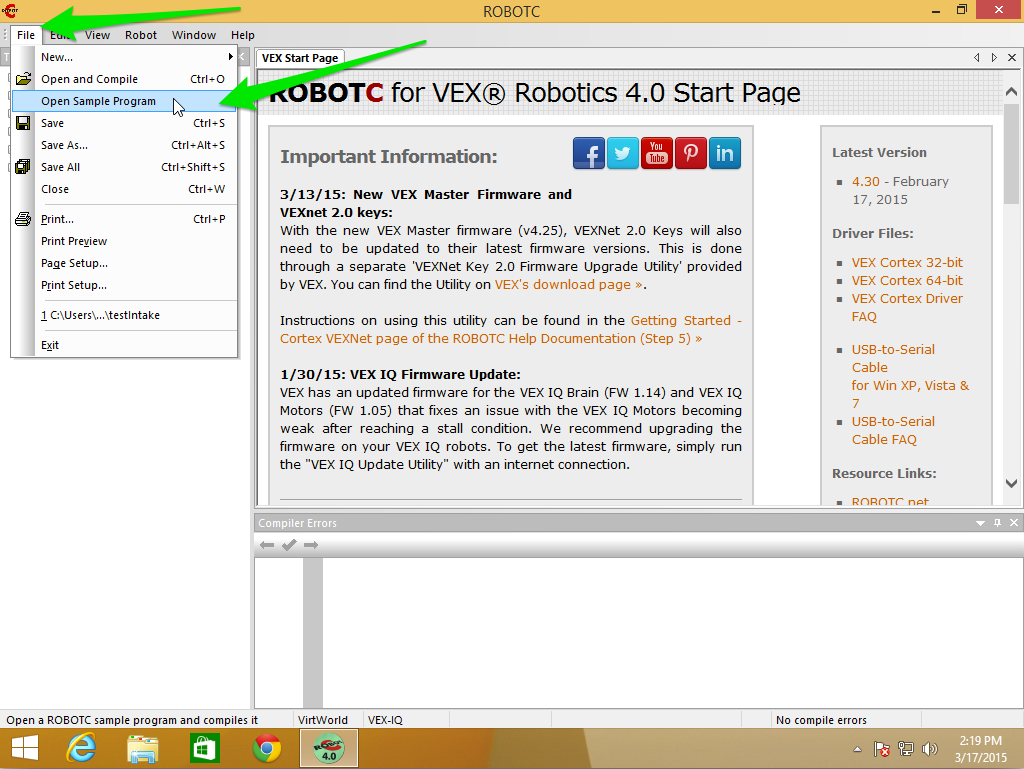 ROBOTC
File Edit View Robot Window Help
New...
Open and Compile Ctrl+O
Open Sample Program
Save Ctrl+S
Save As... Ctrl+Alt+S
Save All Ctrl+Shift+S
Close Ctrl+W
Print... Ctrl+P
Print Preview
Page Setup...
Print Setup...
1 C:\Users\...\testIntake
Exit
VEX Start Page
ROBOTC for VEX® Robotics 4.0 Start Page
Important Information:
You Tube
in
3/13/15: New VEX Master Firmware and
VEXnet 2.0 keys:
With the new VEX Master firmware (v4.25), VEXNet 2.0 Keys will also
need to be updated to their latest firmware versions. This is done
through a separate 'VEXNet Key 2.0 Firmware Upgrade Utility' provided
by VEX. You can find the Utility on VEX's download page ».
Instructions on using this utility can be found in the Getting Started -
Cortex VEXNet page of the ROBOTC Help Documentation (Step 5) »
1/30/15: VEX IQ Firmware Update:
VEX has an updated firmware for the VEX IQ Brain (FW 1.14) and VEX IQ
Motors (FW 1.05) that fixes an issue with the VEX IQ Motors becoming
weak after reaching a stall condition. We recommend upgrading the
firmware on your VEX IQ robots. To get the latest firmware, simply run
the "VEX IQ Update Utility" with an internet connection.
Latest Version
4.30 - February
17, 2015
Driver Files:
VEX Cortex 32-bit
VEX Cortex 64-bit
VEX Cortex Driver
FAQ
USB-to-Serial
Cable
for Win XP, Vista &
7
USB-to-Serial
Cable FAQ
Resource Links:
ROBOTC.net
Compiler Errors
Open a ROBOTC sample program and compiles it VirtWorld VEX-IQ No compile errors
4.0
2:19 PM
3/17/2015